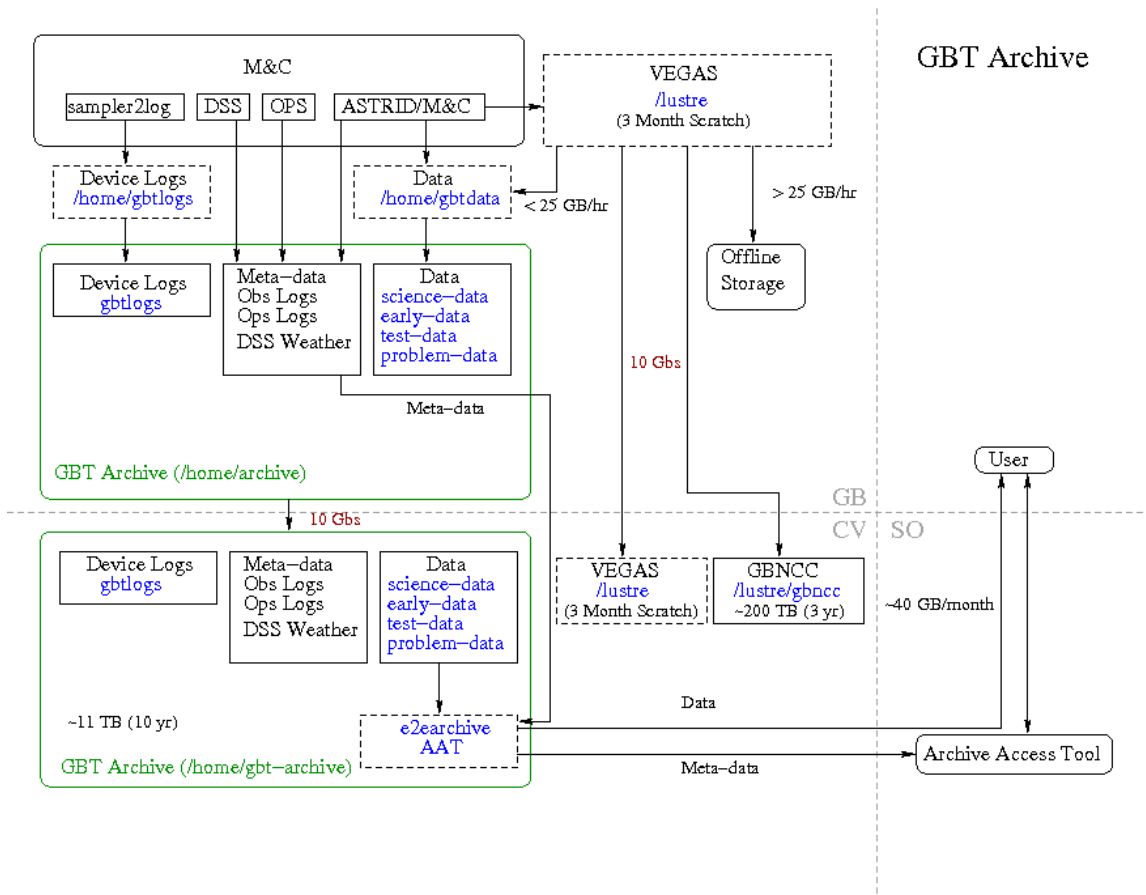 GBT Archive
M&C
sampler2log
DSS
OPS
ASTRID/M&C
VEGAS
/lustre
(3 Month Scratch)
Device Logs
/home/gbtlogs
Data
/home/gbtdata
< 25 GB/hr
> 25 GB/hr
Offline
Storage
Device Logs
gbtlogs
Meta-data
Obs Logs
Ops Logs
DSS Weather
Data
science-data
early-data
test-data
problem-data
10 Gbs
Meta-data
GBT Archive (/home/archive)
User
GB
10 Gbs
CV
SO
Device Logs
gbtlogs
Meta-data
Obs Logs
Ops Logs
DSS Weather
Data
science-data
early-data
test-data
problem-data
VEGAS
/lustre
(3 Month Scratch)
GBNCC
/lustre/gbncc
~200 TB (3 yr)
~40 GB/month
~11 TB (10 yr)
e2earchive
AAT
Data
Meta-data
GBT Archive (/home/gbt-archive)
Archive Access Tool